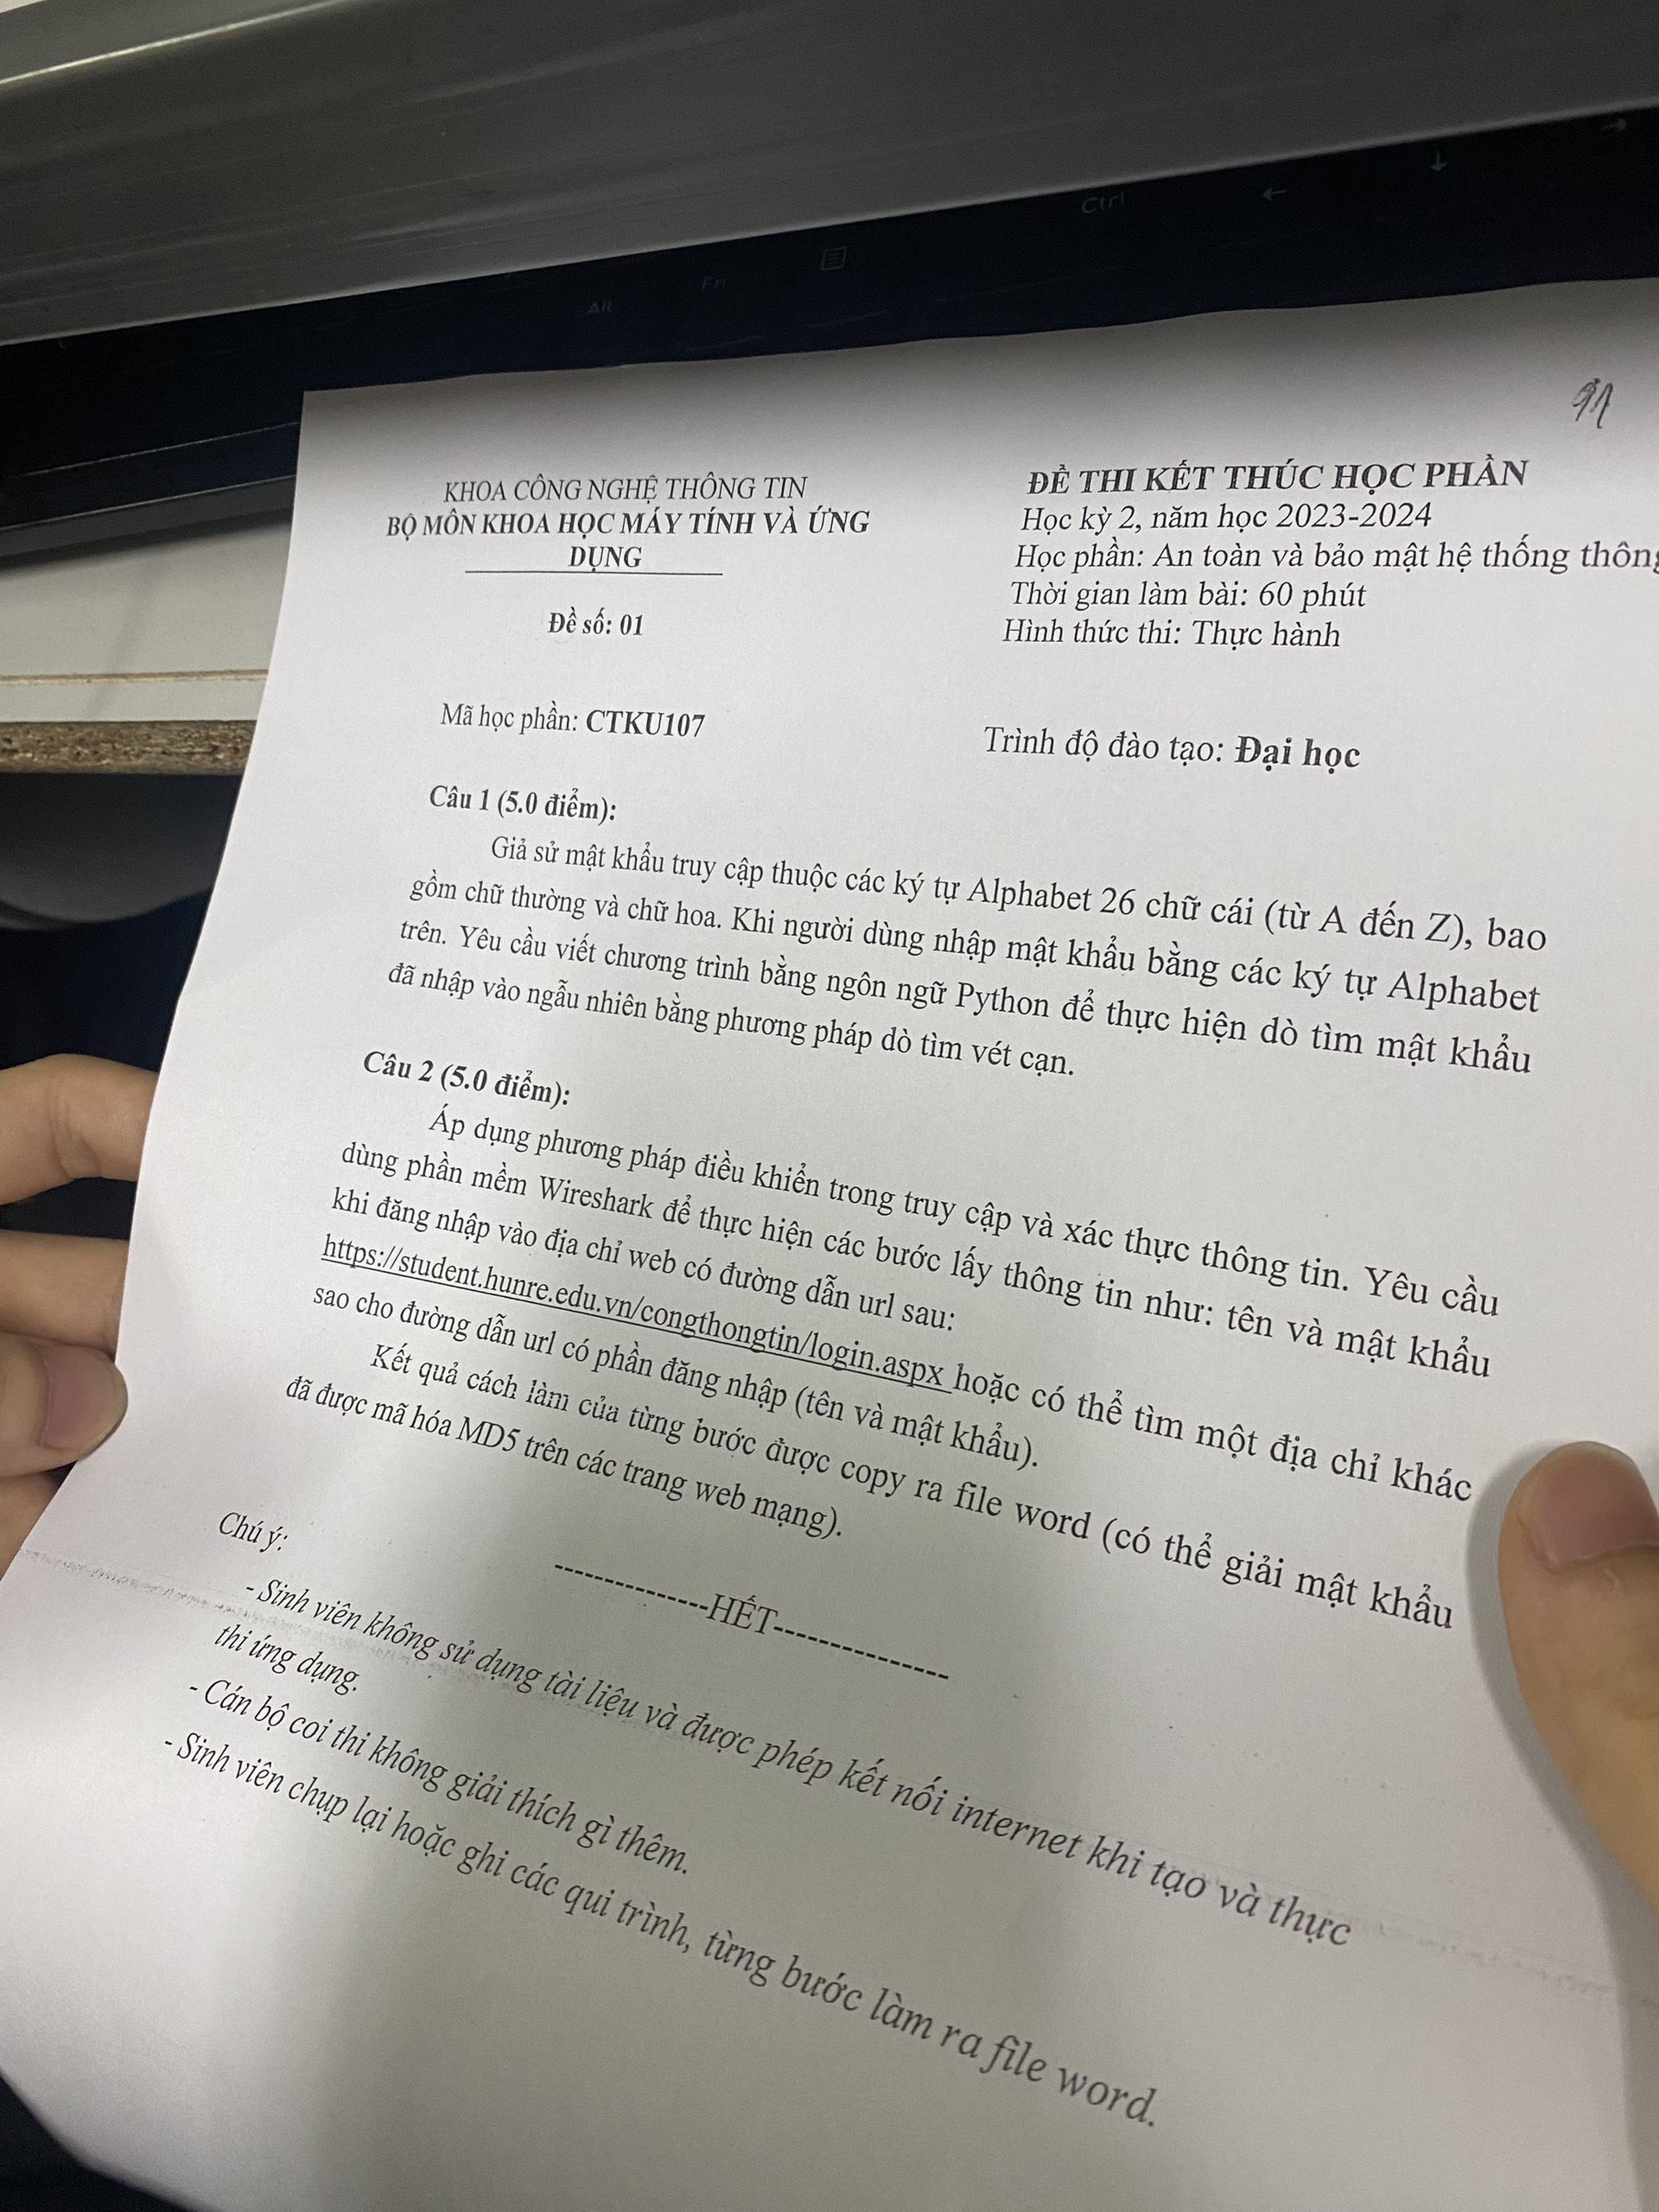 KHOA CÔNG NGHỆ THÔNG TIN
BỘ MÔN KHOA HỌC MÁY TÍNH VÀ ỨNG
DỤNG
Đề số: 01
Mã học phần: CTKU107
ĐỀ THI KẾT THÚC HỌC PHẦN
Học kỳ 2, năm học 2023-2024
Học phần: An toàn và bảo mật hệ thống thông
Thời gian làm bài: 60 phút
Hình thức thi: Thực hành
Trình độ đào tạo: Đại học
Câu 1 (5.0 điểm):
Giả sử mật khẩu truy cập thuộc các ký tự Alphabet 26 chữ cái (từ A đến Z), bao
gồm chữ thường và chữ hoa. Khi người dùng nhập mật khẩu bằng các ký tự Alphabet
trên. Yêu cầu viết chương trình bằng ngôn ngữ Python để thực hiện dò tìm mật khẩu
đã nhập vào ngẫu nhiên bằng phương pháp dò tìm vét cạn.
Câu 2 (5.0 điểm):
Áp dụng phương pháp điều khiển trong truy cập và xác thực thông tin. Yêu cầu
dùng phần mềm Wireshark để thực hiện các bước lấy thông tin như: tên và mật khẩu
khi đăng nhập vào địa chỉ web có đường dẫn url sau:
https://student.hunre.edu.vn/congthongtin/login.aspx hoặc có thể tìm một địa chỉ khác
sao cho đường dẫn url có phần đăng nhập (tên và mật khẩu).
Kết quả cách làm của từng bước được copy ra file word (có thể giải mật khẩu
đã được mã hóa MD5 trên các trang web mạng).
-------------HẾT--------------
Chú ý:
- Sinh viên không sử dụng tài liệu và được phép kết nối internet khi tạo và thực
thi ứng dụng.
- Cán bộ coi thi không giải thích gì thêm.
- Sinh viên chụp lại hoặc ghi các qui trình, từng bước làm ra file word.
Alt
Fn
Ctrl